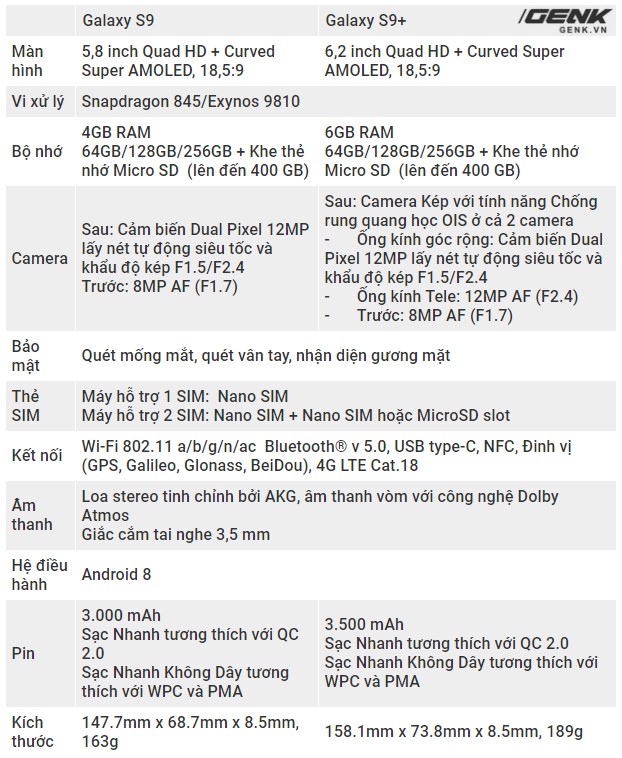 Galaxy S9
Galaxy S9+
GENK
GENK.VN
Màn
hình
5,8 inch Quad HD + Curved
Super AMOLED, 18,5:9
6,2 inch Quad HD + Curved Super
AMOLED, 18,5:9
Vi xử lý
Snapdragon 845/Exynos 9810
Bộ nhớ
4GB RAM
64GB/128GB/256GB + Khe thẻ
nhớ Micro SD (lên đến 400 GB)
6GB RAM
64GB/128GB/256GB + Khe thẻ nhớ
Micro SD (lên đến 400 GB)
Camera
Sau: Cảm biến Dual Pixel 12MP
lấy nét tự động siêu tốc và
khẩu độ kép F1.5/F2.4
Trước: 8MP AF (F1.7)
Sau: Camera Kép với tính năng Chống
rung quang học OIS ở cả 2 camera
- Ống kính góc rộng: Cảm biến Dual
Pixel 12MP lấy nét tự động siêu tốc và
khẩu độ kép F1.5/F2.4
- Ống kính Tele: 12MP AF (F2.4)
- Trước: 8MP AF (F1.7)
Bảo
mật
Quét mống mắt, quét vân tay, nhận diện gương mặt
Thẻ
SIM
Máy hỗ trợ 1 SIM: Nano SIM
Máy hỗ trợ 2 SIM: Nano SIM + Nano SIM hoặc MicroSD slot
Kết nối
Wi-Fi 802.11 a/b/g/n/ac Bluetooth® v 5.0, USB type-C, NFC, Đinh vị
(GPS, Galileo, Glonass, BeiDou), 4G LTE Cat.18
Âm
thanh
Loa stereo tinh chỉnh bởi AKG, âm thanh vòm với công nghệ Dolby
Atmos
Giắc cắm tai nghe 3,5 mm
Hệ điều
hành
Android 8
Pin
3.000 mAh
Sạc Nhanh tương thích với QC
2.0
Sạc Nhanh Không Dây tương
thích với WPC và PMA
3.500 mAh
Sạc Nhanh tương thích với QC 2.0
Sạc Nhanh Không Dây tương thích với
WPC và PMA
Kích
thước
147.7mm x 68.7mm x 8.5mm,
163g
158.1mm x 73.8mm x 8.5mm, 189g